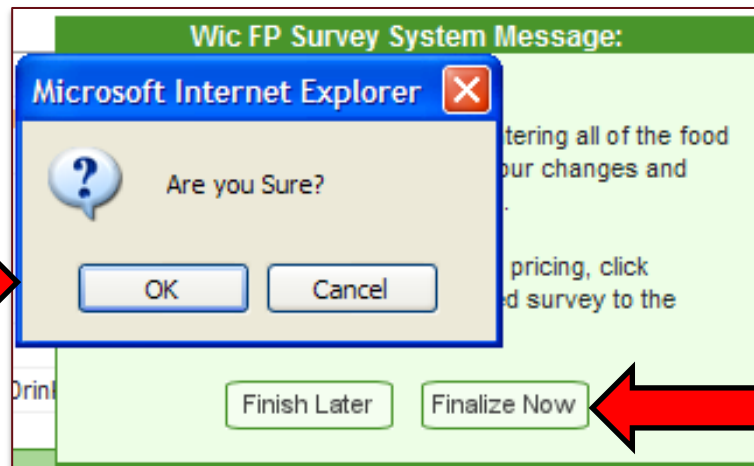 Wic FP Survey System Message:
Microsoft Internet Explorer
Are you Sure?
OK Cancel
tering all of the food
our changes and
.
pricing, click
ed survey to the
Drin
Finish Later Finalize Now